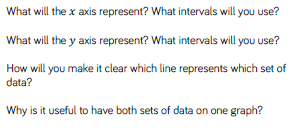 What will the x axis represent? What intervals will you use?
What will the y axis represent? What intervals will you use?
How will you make it clear which line represents which set of
data?
Why is it useful to have both sets of data on one graph?